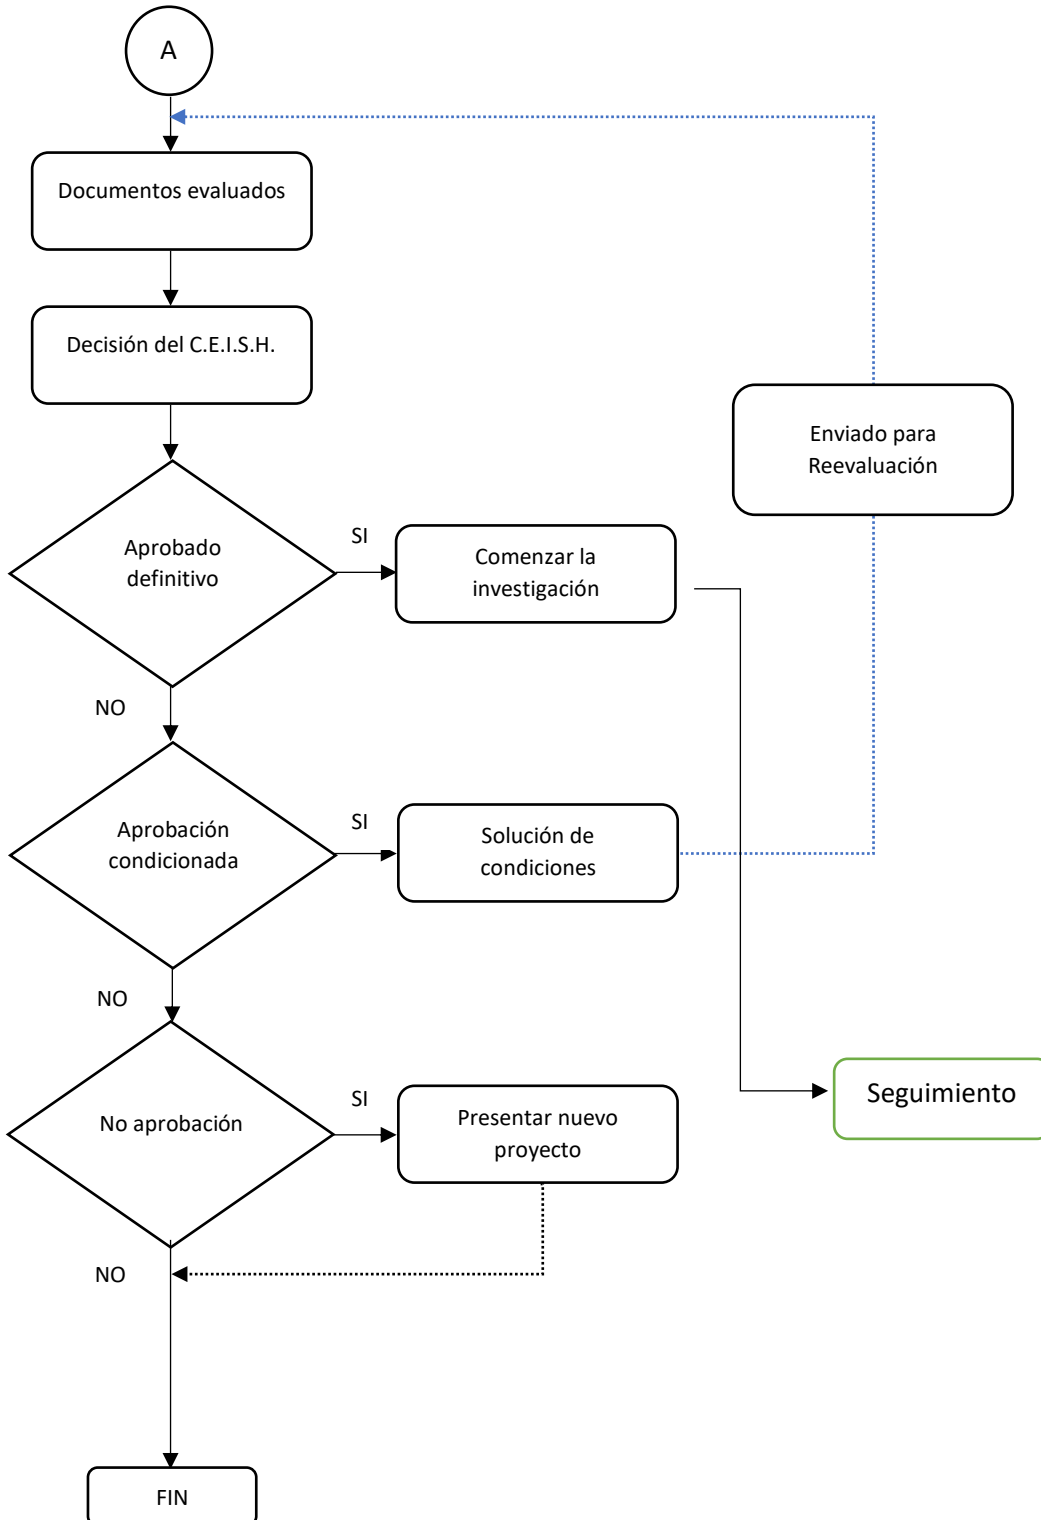 A
Documentos evaluados
Decisión del C.E.I.S.H.
Enviado para
Reevaluación
Aprobado
definitivo
SI
Comenzar la
investigación
NO
Aprobación
condicionada
SI
Solución de
condiciones
NO
No aprobación
SI
Presentar nuevo
proyecto
Seguimiento
NO
FIN